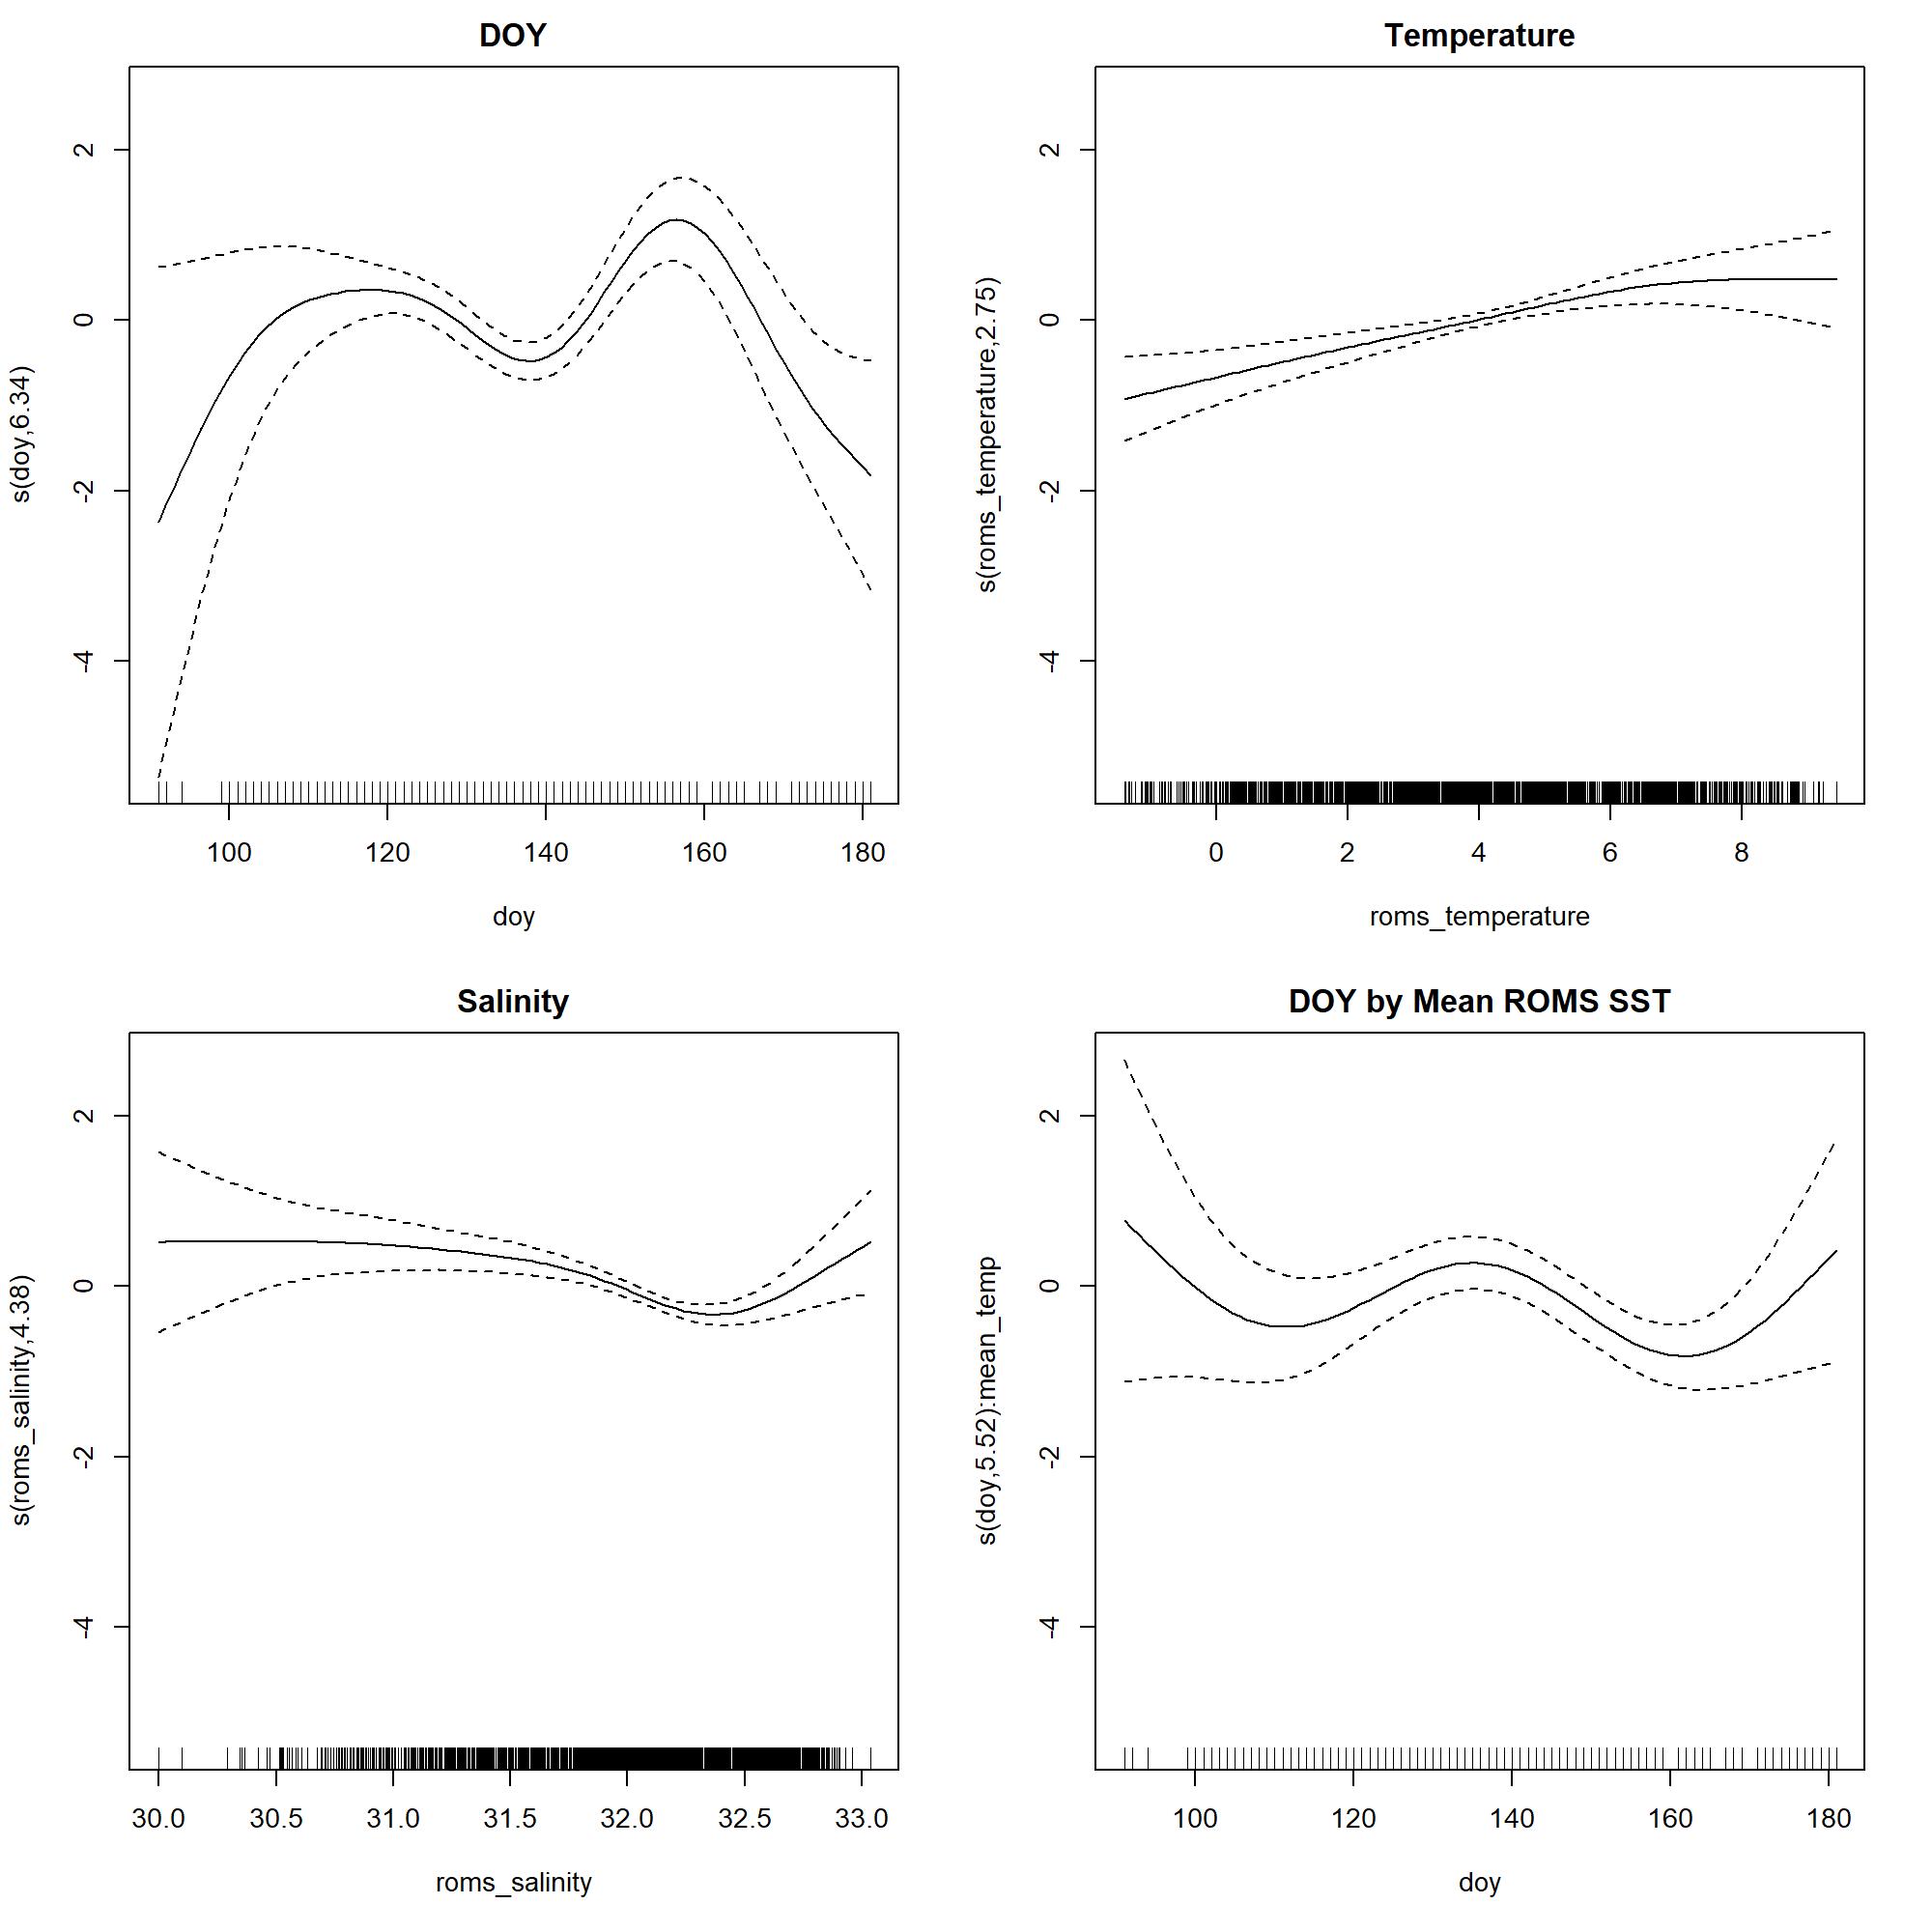 DOY
s(doy,6.34)
2
0
-2
-4
100 120 140 160 180
doy
Temperature
s(roms_temperature,2.75)
2
0
-2
-4
0 2 4 6 8
roms_temperature
Salinity
s(roms_salinity,4.38)
2
0
-2
-4
30.0 30.5 31.0 31.5 32.0 32.5 33.0
roms_salinity
DOY by Mean ROMS SST
s(doy,5.52):mean_temp
2
0
-2
-4
100 120 140 160 180
doy